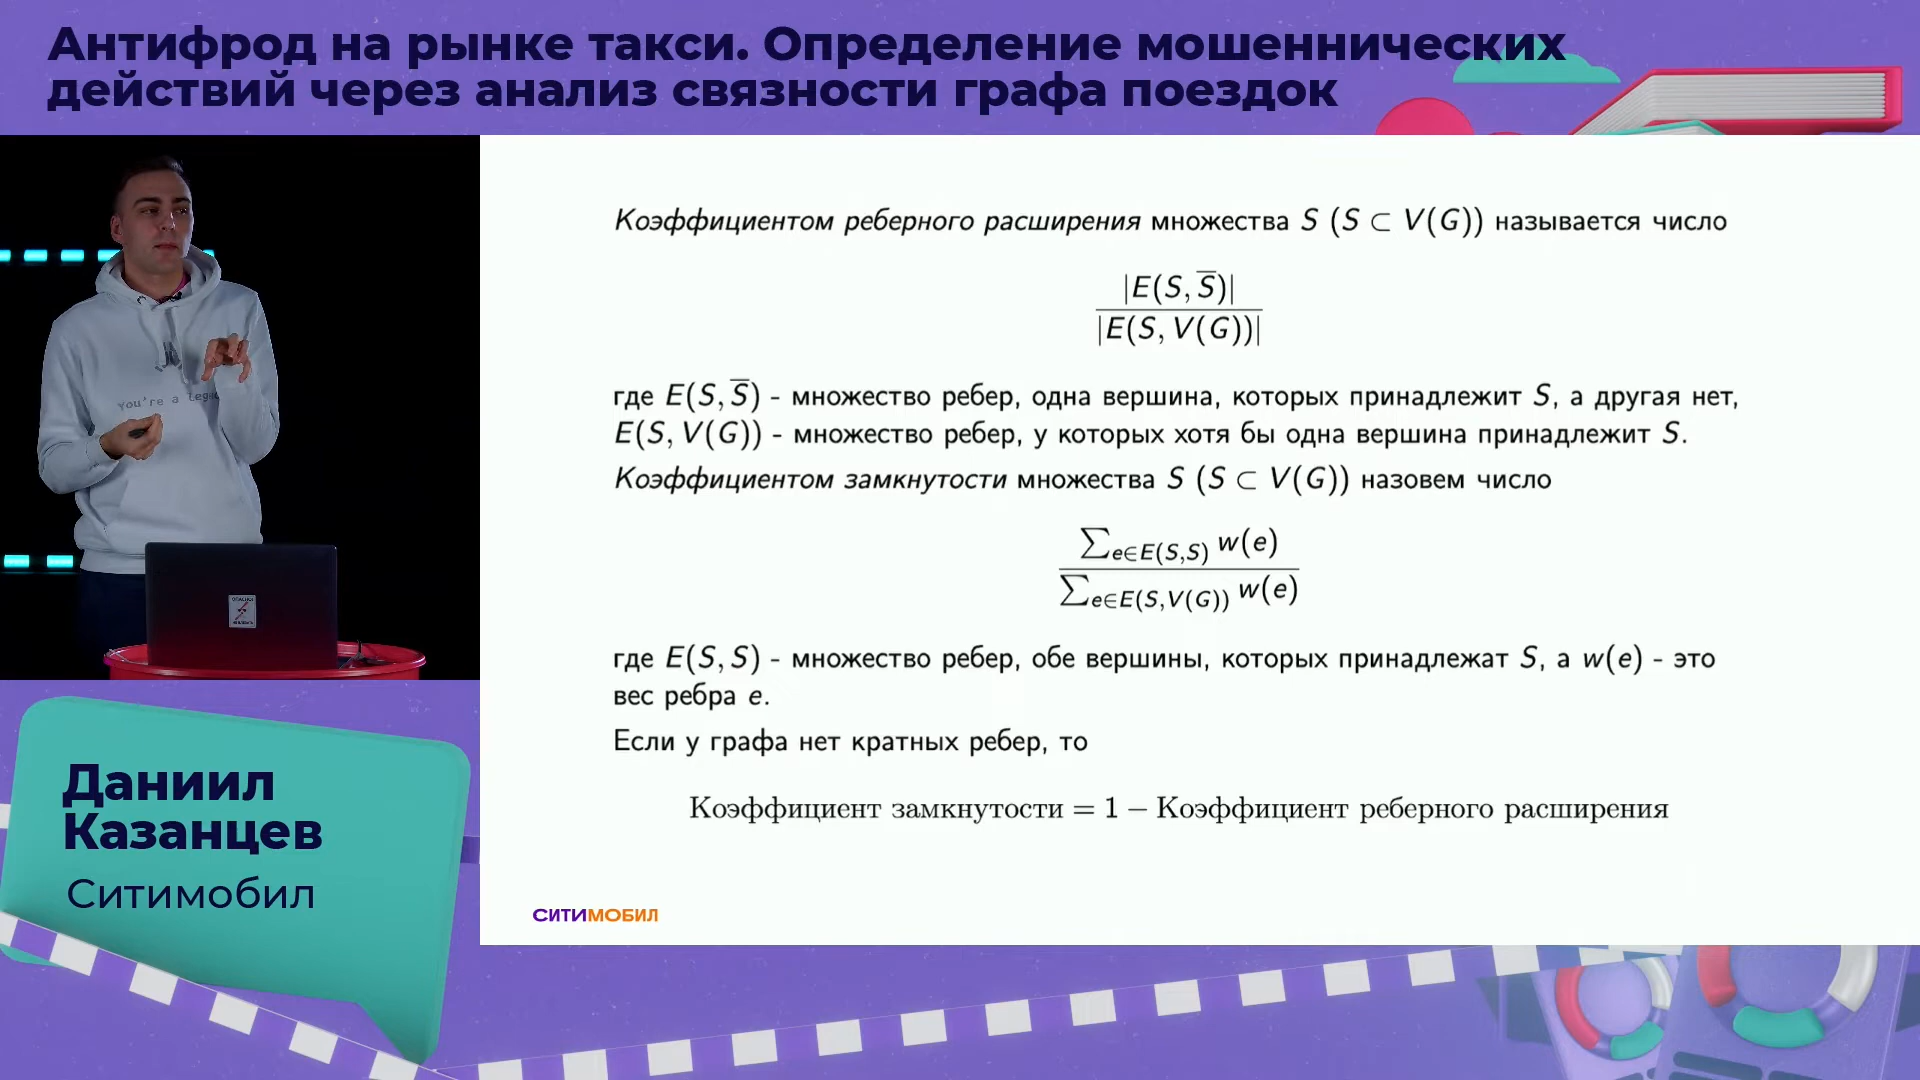 Антифрод на рынке такси. Определение мошеннических
действий через анализ связности графа поездок
You're a lege
Даниил
Казанцев
Ситимобил
Коэффициентом реберного расширения множества S (S ⊂ V(G)) называется число
|E(S, S̅)|
|E(S, V(G))|
где E(S, S̅) - множество ребер, одна вершина, которых принадлежит S, а другая нет,
E(S, V(G)) - множество ребер, у которых хотя бы одна вершина принадлежит S.
Коэффициентом замкнутости множества S (S ⊂ V(G)) назовем число
∑e∈E(S,S) w(e)
∑e∈E(S,V(G)) w(e)
где E(S, S) - множество ребер, обе вершины, которых принадлежат S, а w(e) - это
вес ребра e.
Если у графа нет кратных ребер, то
Коэффициент замкнутости = 1 − Коэффициент реберного расширения
СИТИМОБИЛ